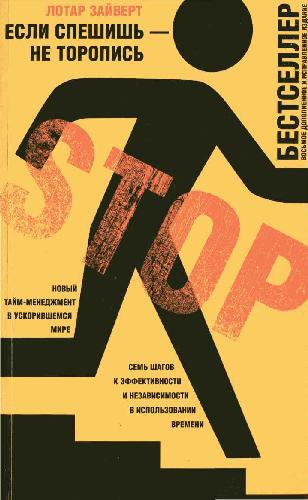 ЛОТАР ЗАЙВЕРТ
ЕСЛИ СПЕШИШЬ —
НЕ ТОРОПИСЬ
БЕСТСЕЛЛЕР
ВОСЬМОЕ ДОПОЛНЕННОЕ И ИСПРАВЛЕННОЕ ИЗДАНИЕ
STOP
НОВЫЙ
ТАЙМ-МЕНЕДЖМЕНТ
В УСКОРИВШЕМСЯ
МИРЕ
СЕМЬ ШАГОВ
К ЭФФЕКТИВНОСТИ
И НЕЗАВИСИМОСТИ
В ИСПОЛЬЗОВАНИИ
ВРЕМЕНИ